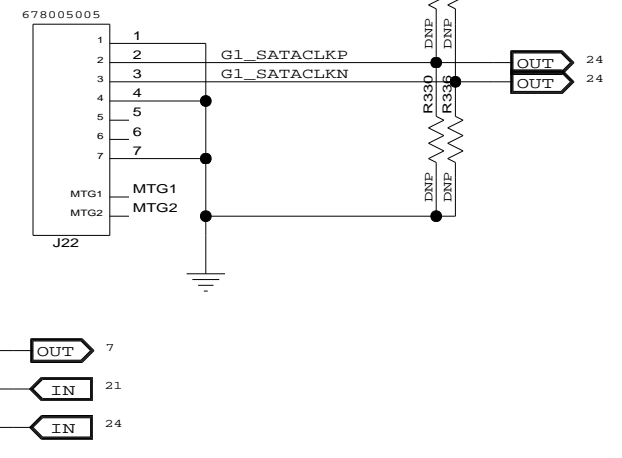 678005005
DNP DNP
1 1
2 2 G1_SATACLKP OUT 24
3 3 G1_SATACLKN OUT 24
R330 R336
4 4
5 5
6 6
7 7
DNP DNP
MTG1 MTG1
MTG2 MTG2
J22
OUT 7
IN 21
IN 24